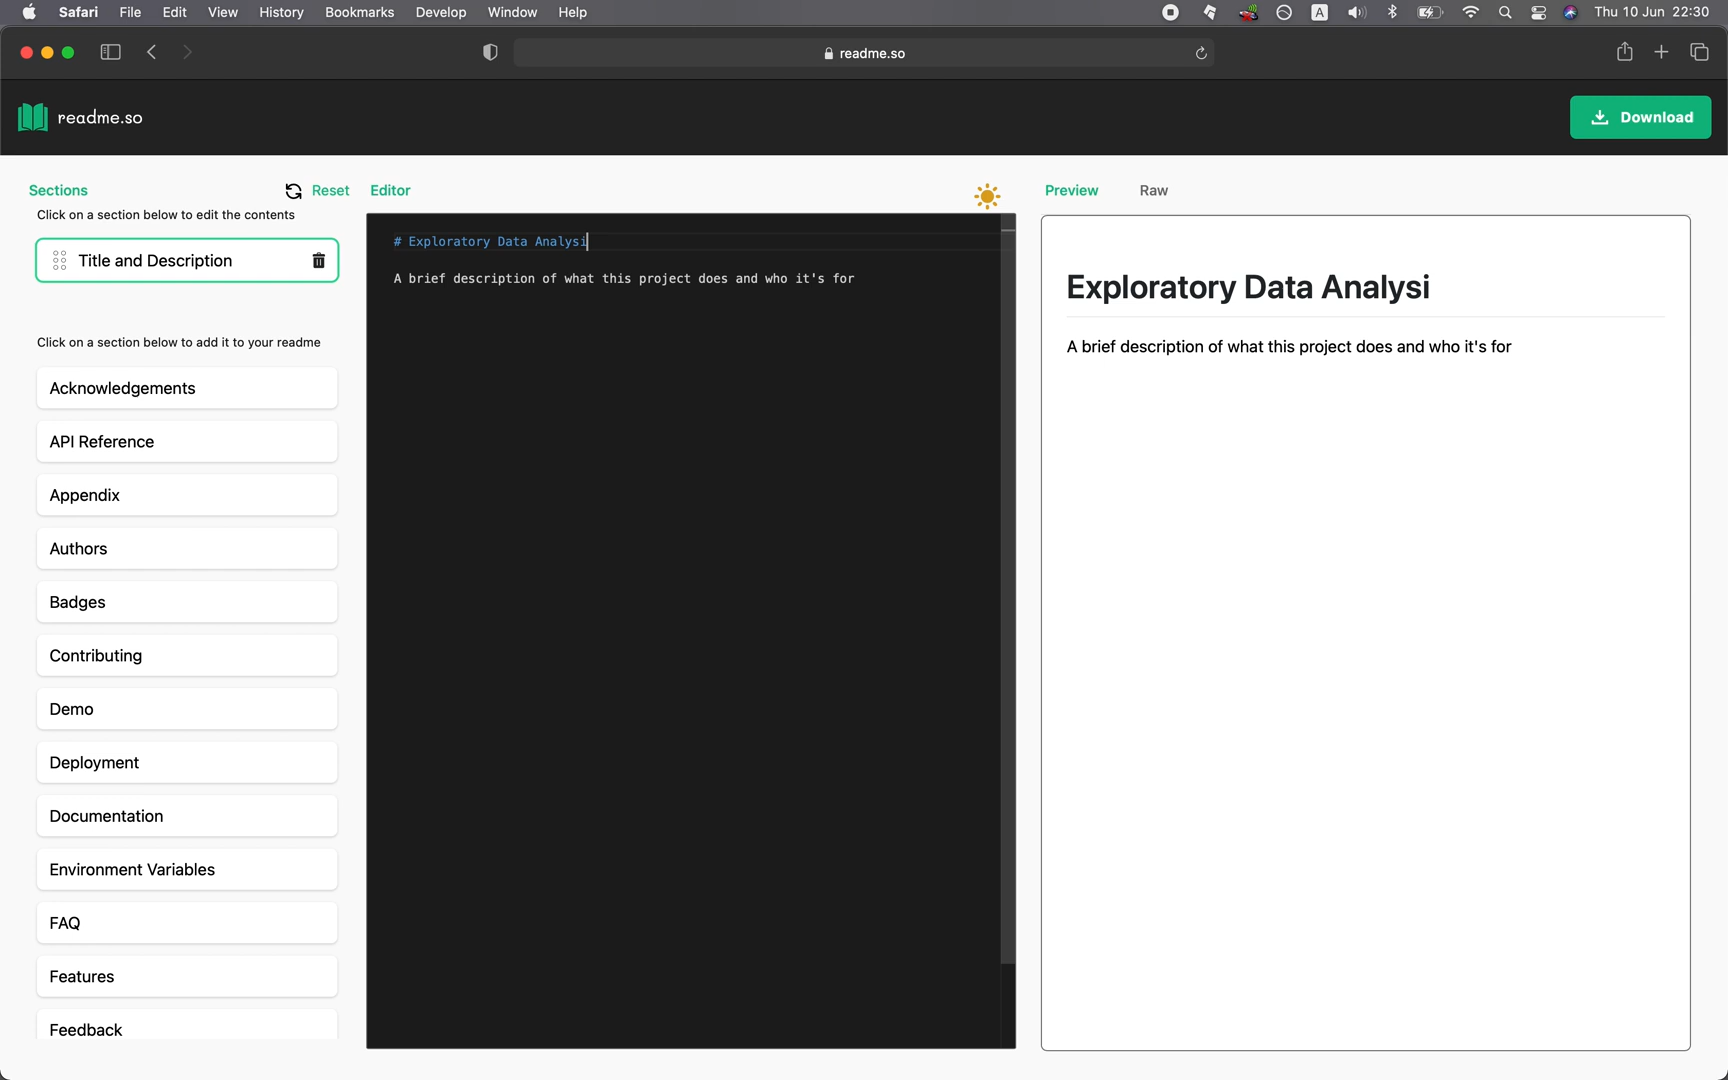 Safari File Edit View History Bookmarks Develop Window Help
A
Thu 10 Jun 22:30
readme.so
readme.so
Download
Sections
Reset
Click on a section below to edit the contents
Title and Description
Click on a section below to add it to your readme
Acknowledgements
API Reference
Appendix
Authors
Badges
Contributing
Demo
Deployment
Documentation
Environment Variables
FAQ
Features
Feedback
Editor
# Exploratory Data Analysi
A brief description of what this project does and who it's for
Preview Raw
Exploratory Data Analysi
A brief description of what this project does and who it's for